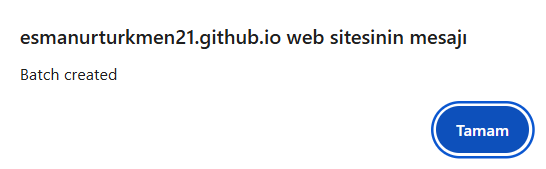 esmanurturkmen21.github.io web sitesinin mesajı
Batch created
Tamam